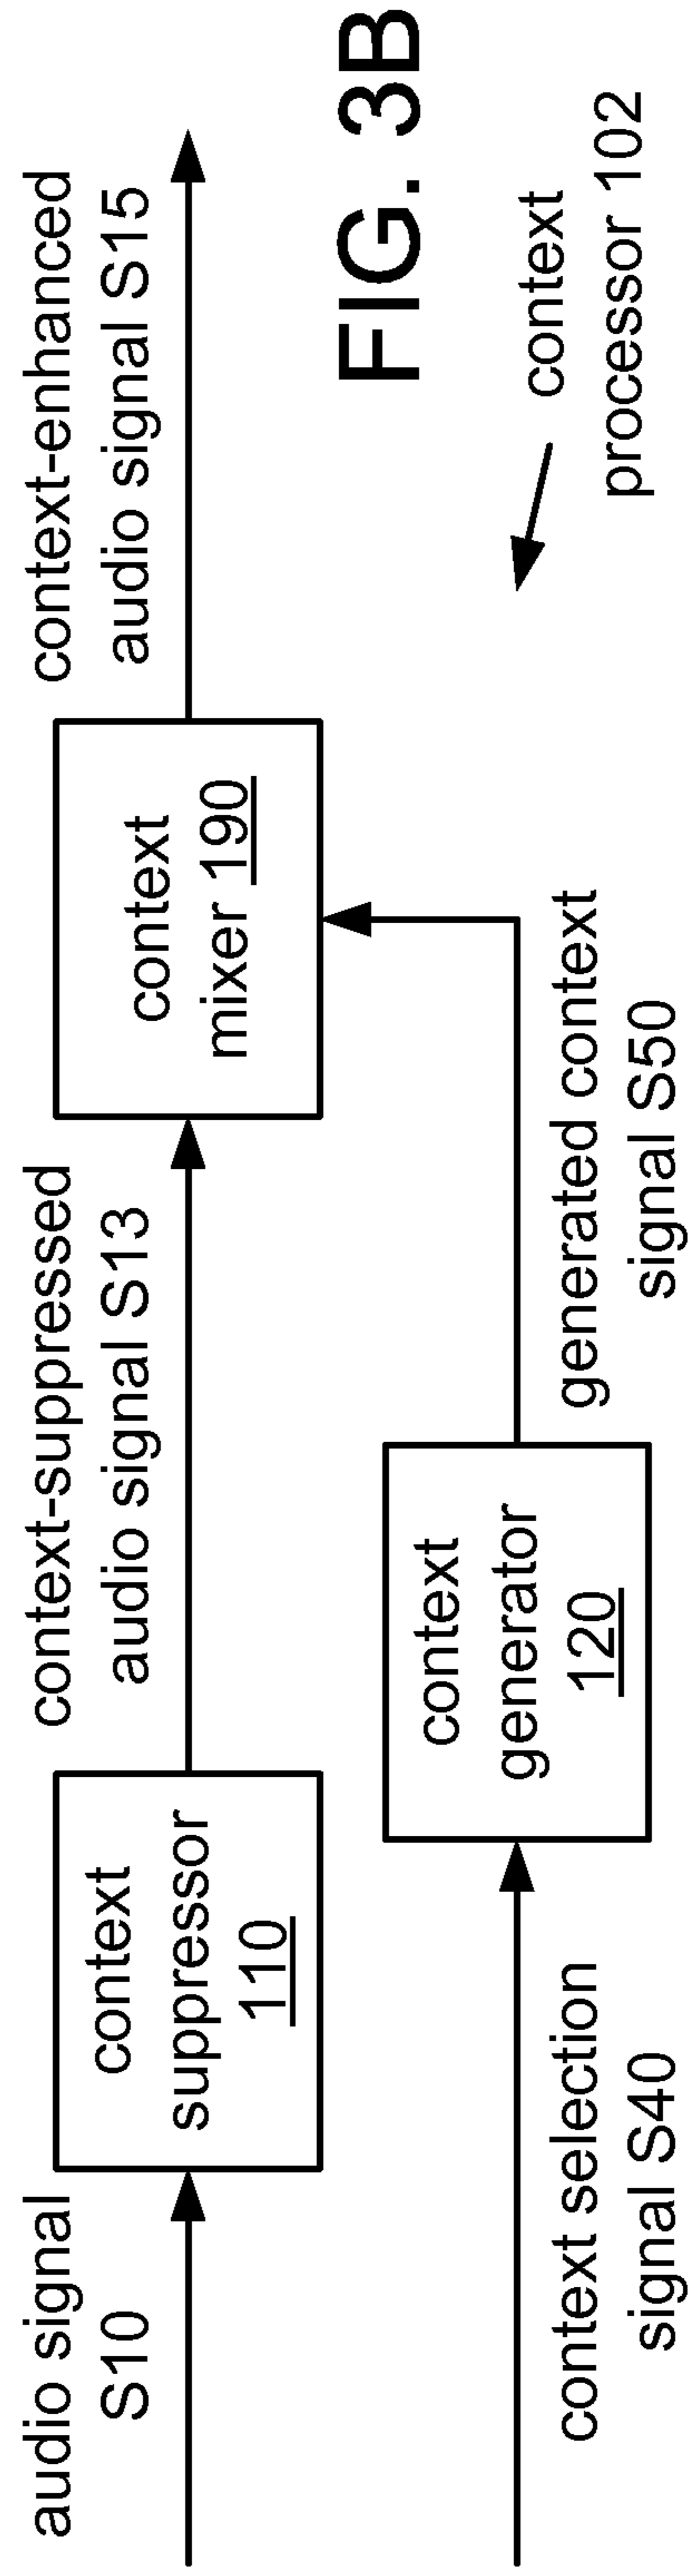 audio signal
S10
context
suppressor
110
context-suppressed
audio signal S13
context
mixer 190
context-enhanced
audio signal S15
context selection
signal S40
context
generator
120
generated context
signal S50
context
processor 102
FIG. 3B